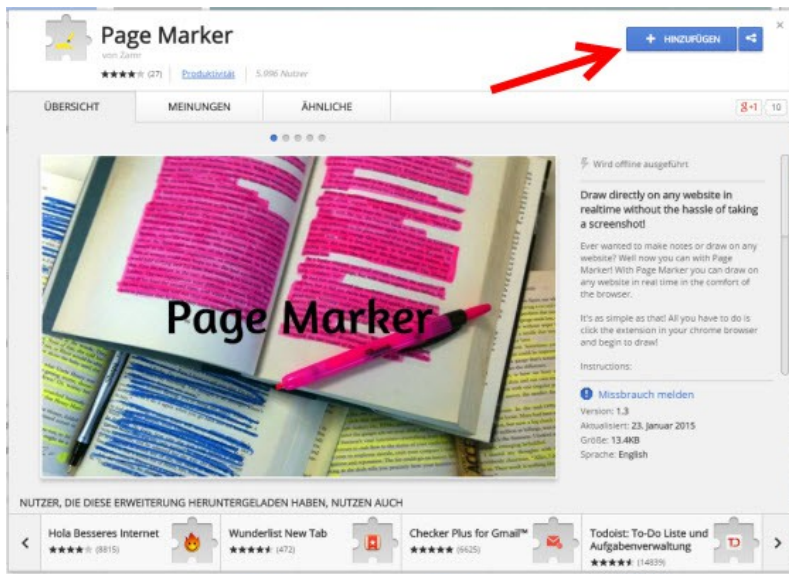 Page Marker
von Zamr
(27) Produktivität 5.996 Nutzer
+ HINZUFÜGEN
ÜBERSICHT MEINUNGEN ÄHNLICHE
g+1 10
Page Marker
Wird offline ausgeführt
Draw directly on any website in
realtime without the hassle of taking
a screenshot!
Ever wanted to make notes or draw on any
website? Well now you can with Page
Marker! With Page Marker you can draw on
any website in real time in the comfort of
the browser.
It's as simple as that! All you have to do is
click the extension in your chrome browser
and begin to draw!
Instructions:
Missbrauch melden
Version: 1.3
Aktualisiert: 23. Januar 2015
Größe: 13.4KB
Sprache: English
NUTZER, DIE DIESE ERWEITERUNG HERUNTERGELADEN HABEN, NUTZEN AUCH
Hola Besseres Internet
(8815)
Wunderlist New Tab
(472)
Checker Plus for Gmail™
(6625)
Todoist: To-Do Liste und
Aufgabenverwaltung
(14839)